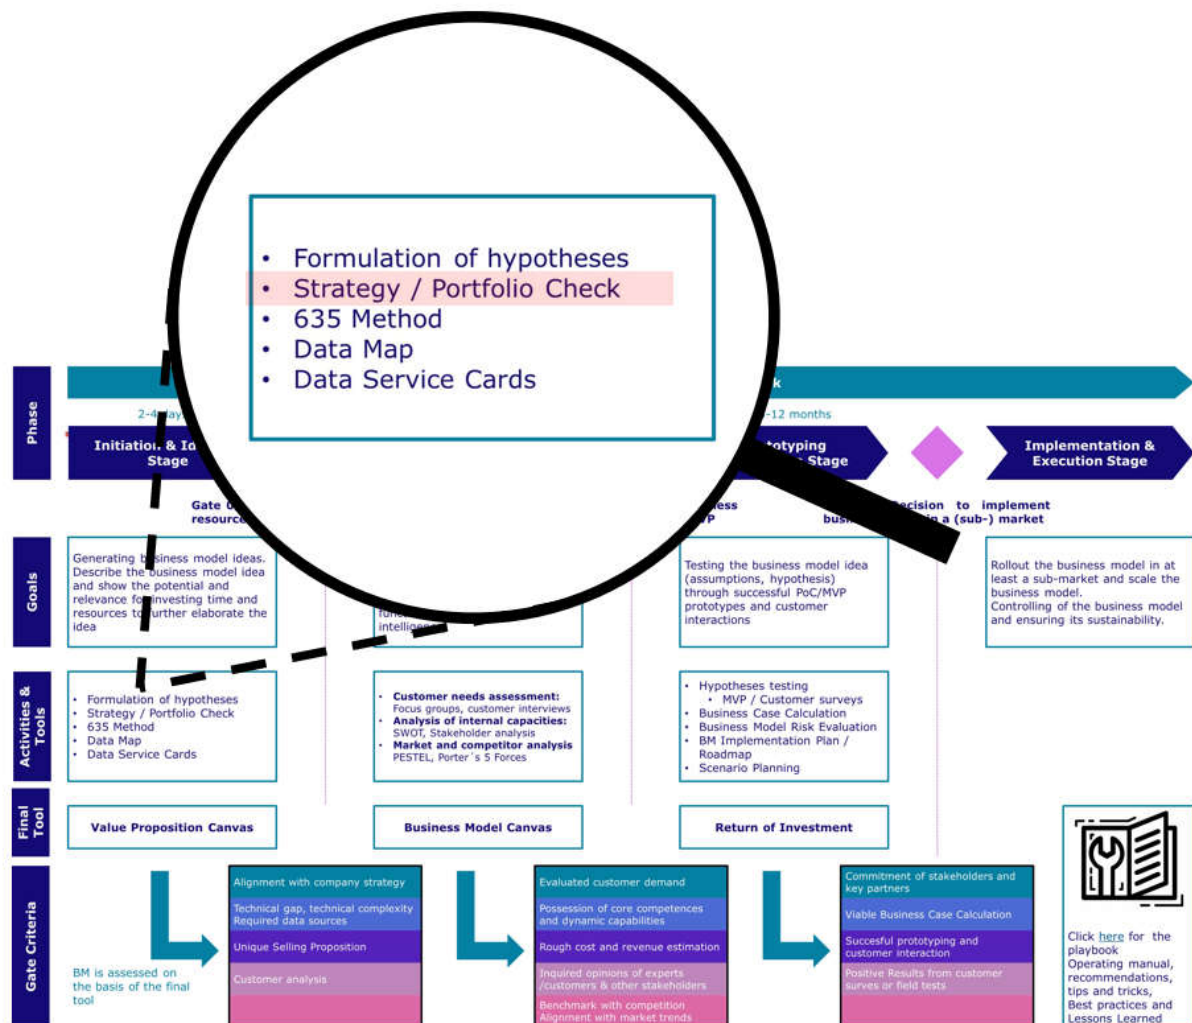 • Formulation of hypotheses
• Strategy / Portfolio Check
• 635 Method
• Data Map
• Data Service Cards
Phase
2-4
-12 months
Initiation &
Stage
Stage
Implementation &
Execution Stage
Gate
Decision to implement
in a (sub-) market
Goals
Generating business model ideas.
Describe the business model idea
and show the potential and
relevance for investing time and
resources to further elaborate the
idea
Testing the business model idea
(assumptions, hypothesis)
through successful PoC/MVP
prototypes and customer
interactions
Rollout the business model in at
least a sub-market and scale the
business model.
Controlling of the business model
and ensuring its sustainability.
Activities &
Tools
• Formulation of hypotheses
• Strategy / Portfolio Check
• 635 Method
• Data Map
• Data Service Cards
• Customer needs assessment:
Focus groups, customer interviews
• Analysis of internal capacities:
SWOT, Stakeholder analysis
• Market and competitor analysis
PESTEL, Porter´s 5 Forces
• Hypotheses testing
• MVP / Customer surveys
• Business Case Calculation
• Business Model Risk Evaluation
• BM Implementation Plan /
Roadmap
• Scenario Planning
Final
Tool
Value Proposition Canvas
Business Model Canvas
Return of Investment
Gate Criteria
BM is assessed on
the basis of the final
tool
Alignment with company strategy
Technical gap, technical complexity
Required data sources
Unique Selling Proposition
Customer analysis
Evaluated customer demand
Possession of core competences
and dynamic capabilities
Rough cost and revenue estimation
Inquired opinions of experts
/customers & other stakeholders
Benchmark with competition
Alignment with market trends
Commitment of stakeholders and
key partners
Viable Business Case Calculation
Succesful prototyping and
customer interaction
Positive Results from customer
surves or field tests
Click here for the
playbook
Operating manual,
recommendations,
tips and tricks,
Best practices and
Lessons Learned